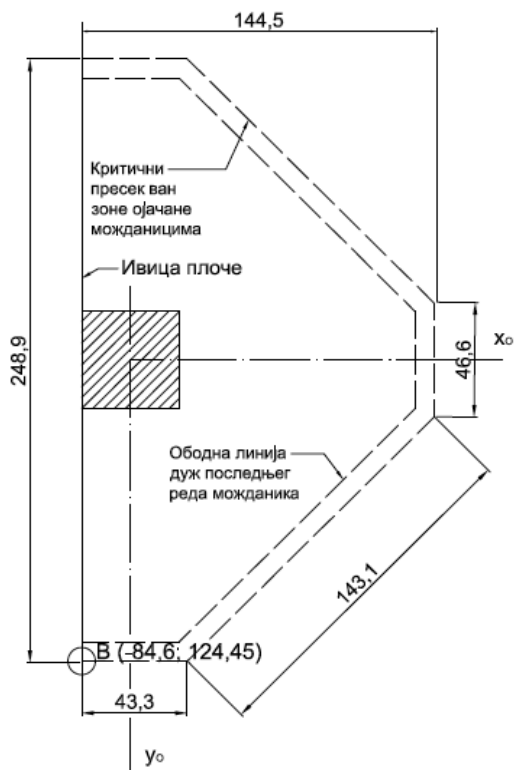 144,5
Критични
пресек ван
зоне ојачане
можданицима
Ивица плоче
248,9
xo
46,6
Ободна линија
дуж последњег
реда можданика
143,1
B (-84,6; 124,45)
43,3
yo